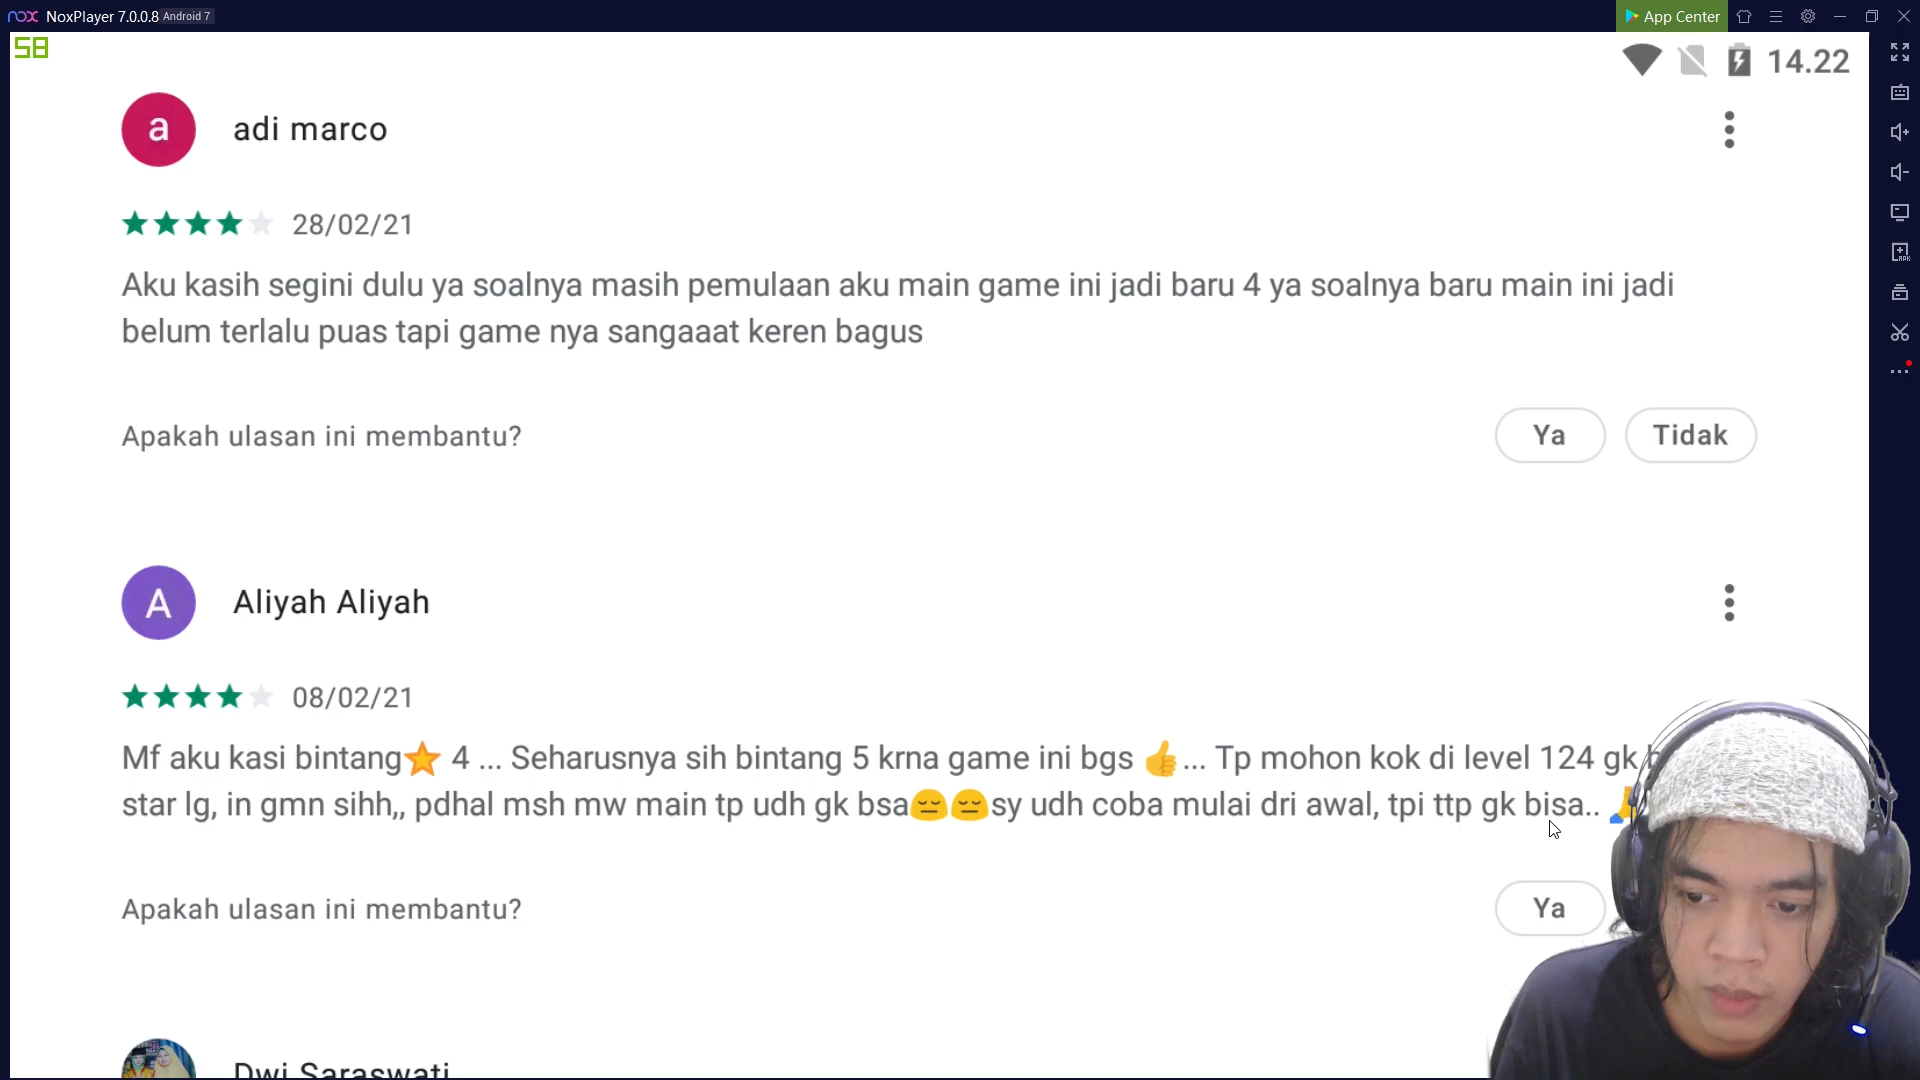 nox NoxPlayer 7.0.0.8 Android 7
App Center
58
14.22
a
adi marco
28/02/21
Aku kasih segini dulu ya soalnya masih pemulaan aku main game ini jadi baru 4 ya soalnya baru main ini jadi
belum terlalu puas tapi game nya sangaaat keren bagus
Apakah ulasan ini membantu?
Ya
Tidak
A
Aliyah Aliyah
08/02/21
Mf aku kasi bintang⭐ 4 ... Seharusnya sih bintang 5 krna game ini bgs 👍... Tp mohon kok di level 124 gk
star lg, in gmn sihh,, pdhal msh mw main tp udh gk bsa😔😔sy udh coba mulai dri awal, tpi ttp gk bisa..
Apakah ulasan ini membantu?
Ya
Dwi Saraswati